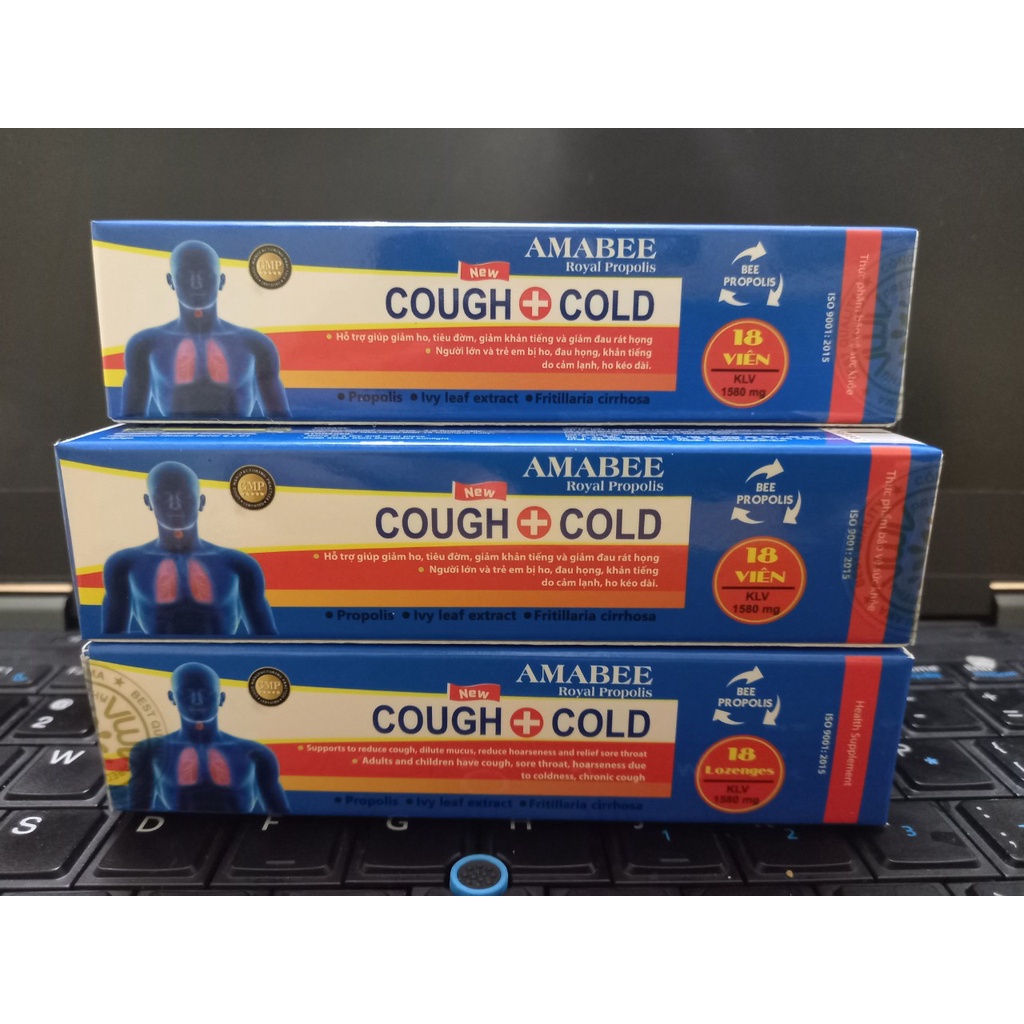 AMABEE
Royal Propolis
New
COUGH + COLD
• Hỗ trợ giúp giảm ho, tiêu đờm, giảm khản tiếng và giảm đau rát họng
• Người lớn và trẻ em bị ho, đau họng, khản tiếng
do cảm lạnh, ho kéo dài.
• Propolis • Ivy leaf extract • Fritillaria cirrhosa
GMP
BEE
PROPOLIS
18
VIÊN
KLV
1580 mg
ISO 9001:2015
AMABEE
Royal Propolis
New
COUGH + COLD
• Hỗ trợ giúp giảm ho, tiêu đờm, giảm khản tiếng và giảm đau rát họng
• Người lớn và trẻ em bị ho, đau họng, khản tiếng
do cảm lạnh, ho kéo dài.
• Propolis • Ivy leaf extract • Fritillaria cirrhosa
GMP
BEE
PROPOLIS
18
VIÊN
KLV
1580 mg
ISO 9001:2015
AMABEE
Royal Propolis
New
COUGH + COLD
• Supports to reduce cough, dilute mucus, reduce hoarseness and relief sore throat
• Adults and children have cough, sore throat, hoarseness due
to coldness, chronic cough
• Propolis • Ivy leaf extract • Fritillaria cirrhosa
GMP
BEE
PROPOLIS
18
Lozenges
KLV
1580 mg
ISO 9001:2015
Health Supplement
2
W
S D F G H J
1 2 3